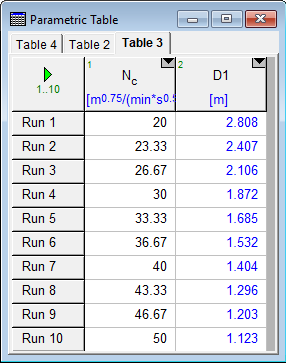 Parametric Table
Table 4 Table 2 Table 3
1..10 1 N_c [m^0.75/(min*s^0.5 2 D1 [m]
Run 1 20 2.808
Run 2 23.33 2.407
Run 3 26.67 2.106
Run 4 30 1.872
Run 5 33.33 1.685
Run 6 36.67 1.532
Run 7 40 1.404
Run 8 43.33 1.296
Run 9 46.67 1.203
Run 10 50 1.123